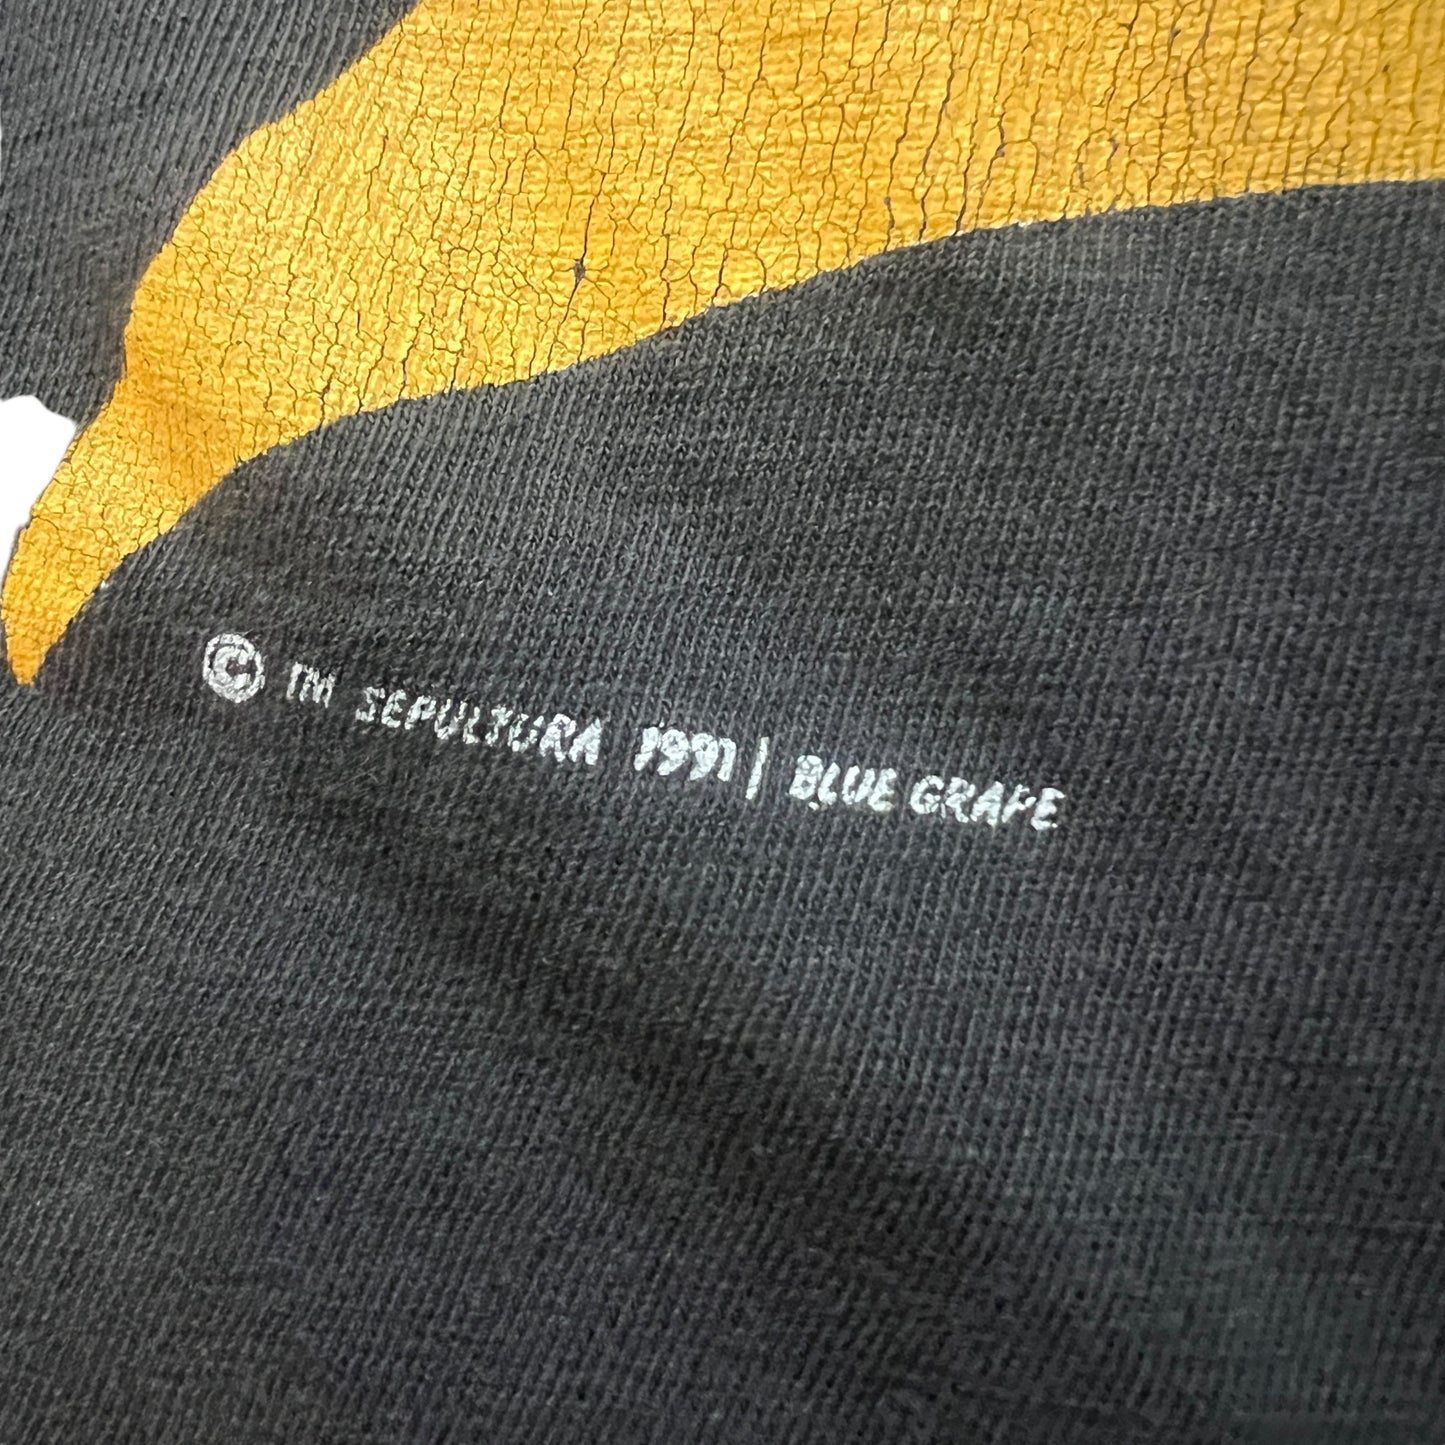 © ™ SEPULTURA 1991 | BLUE GRAPE